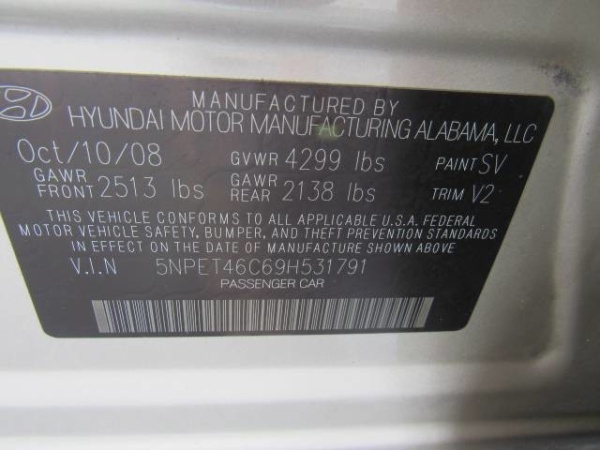 MANUFACTURED BY
HYUNDAI MOTOR MANUFACTURING ALABAMA, LLC
Oct/10/08 GVWR 4299 lbs PAINT SV
GAWR FRONT 2513 lbs GAWR REAR 2138 lbs TRIM V2
THIS VEHICLE CONFORMS TO ALL APPLICABLE U.S.A. FEDERAL
MOTOR VEHICLE SAFETY, BUMPER, AND THEFT PREVENTION STANDARDS
IN EFFECT ON THE DATE OF MANUFACTURE SHOWN ABOVE
V.I.N 5NPET46C69H531791
PASSENGER CAR